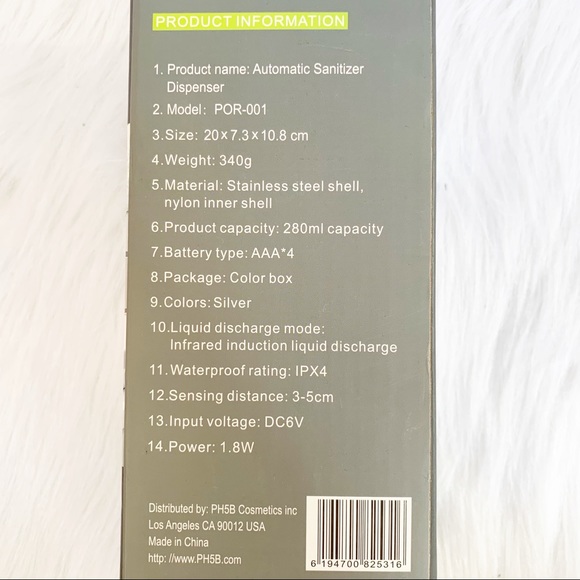 PRODUCT INFORMATION
1. Product name: Automatic Sanitizer
Dispenser
2. Model: POR-001
3.Size: 20×7.3×10.8 cm
4.Weight: 340g
5.Material: Stainless steel shell,
nylon inner shell
6.Product capacity: 280ml capacity
7.Battery type: AAA*4
8.Package: Color box
9.Colors: Silver
10.Liquid discharge mode:
Infrared induction liquid discharge
11.Waterproof rating: IPX4
12.Sensing distance: 3-5cm
13.Input voltage: DC6V
14.Power: 1.8W
Distributed by: PH5B Cosmetics inc
Los Angeles CA 90012 USA
Made in China
http: //www.PH5B.com
6 194700 825316